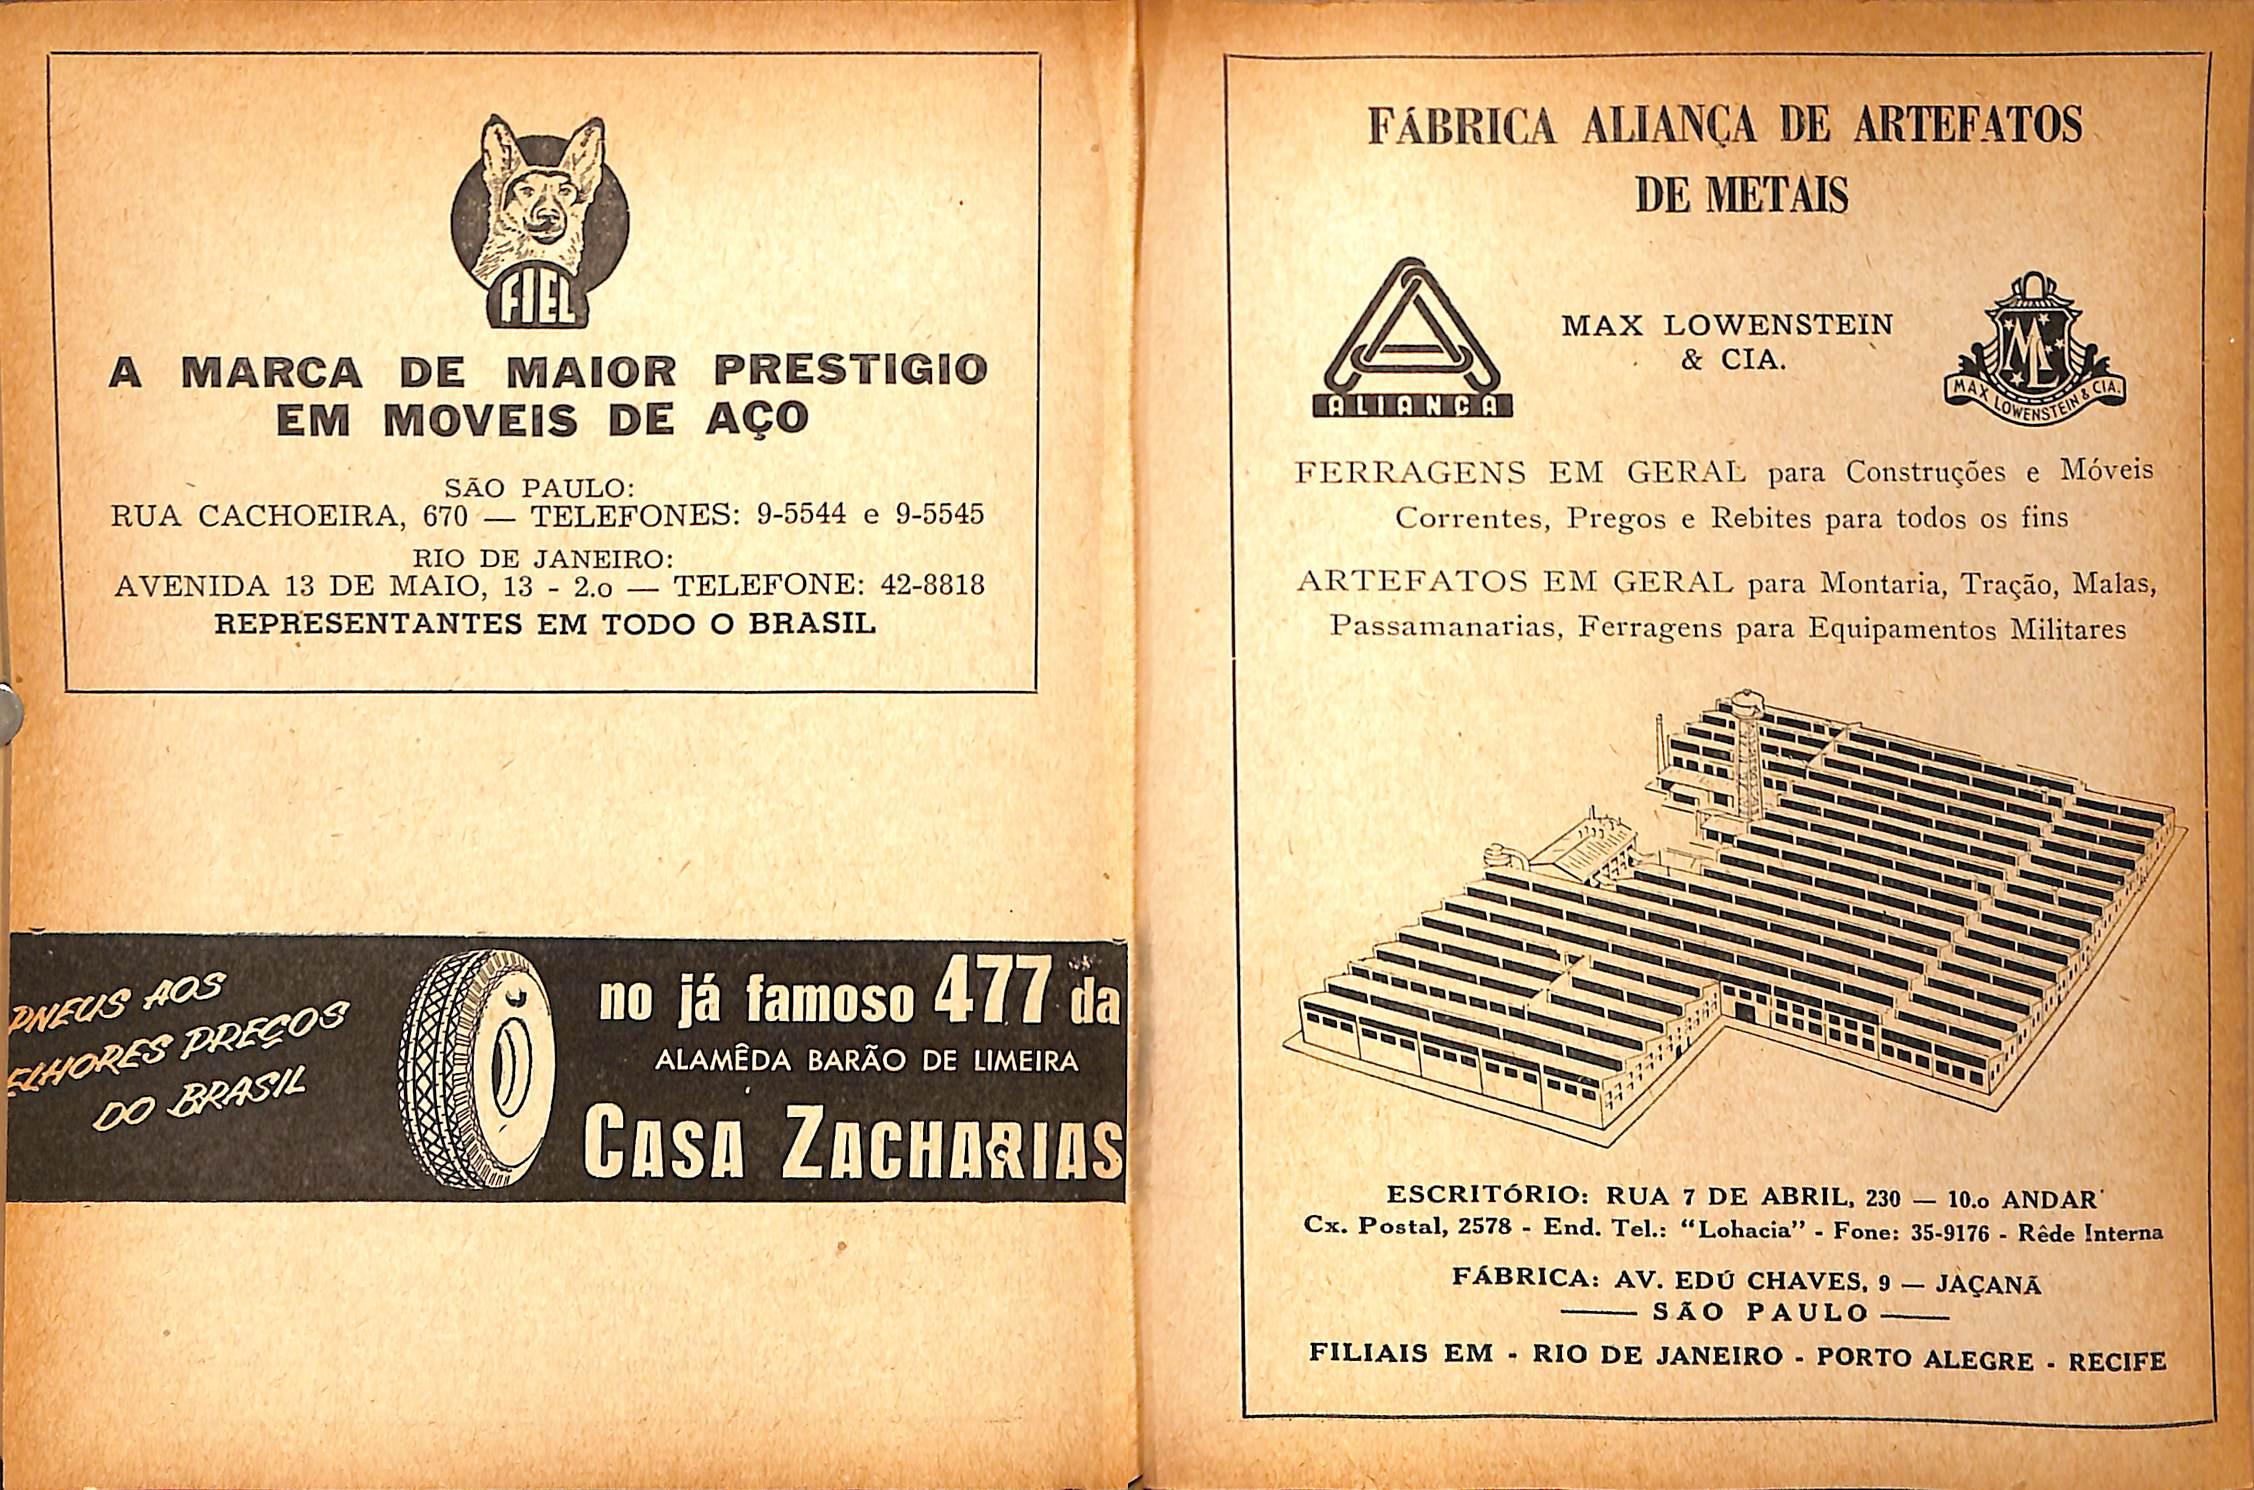 FIEL
A MARCA DE MAIOR PRESTIGIO
EM MOVEIS DE AÇO
SÃO PAULO:
RUA CACHOEIRA, 670 — TELEFONES: 9-5544 e 9-5545
RIO DE JANEIRO:
AVENIDA 13 DE MAIO, 13 - 2.o — TELEFONE: 42-8818
REPRESENTANTES EM TODO O BRASIL
PNEUS AOS
ELHORES PREÇOS
DO BRASIL
no já famoso 477 da
ALAMÊDA BARÃO DE LIMEIRA
CASA ZACHARIAS
FÁBRICA ALIANÇA DE ARTEFATOS
DE METAIS
ALIANÇA
MAX LOWENSTEIN
& CIA.
ML
MAX LOWENSTEIN & CIA.
FERRAGENS EM GERAL para Construções e Móveis
Correntes, Pregos e Rebites para todos os fins
ARTEFATOS EM GERAL para Montaria, Tração, Malas,
Passamanarias, Ferragens para Equipamentos Militares
ESCRITÓRIO: RUA 7 DE ABRIL, 230 — 10.o ANDAR
Cx. Postal, 2578 - End. Tel.: “Lohacia” - Fone: 35-9176 - Rêde Interna
FÁBRICA: AV. EDÚ CHAVES, 9 — JAÇANÃ
— SÃO PAULO —
FILIAIS EM - RIO DE JANEIRO - PORTO ALEGRE - RECIFE